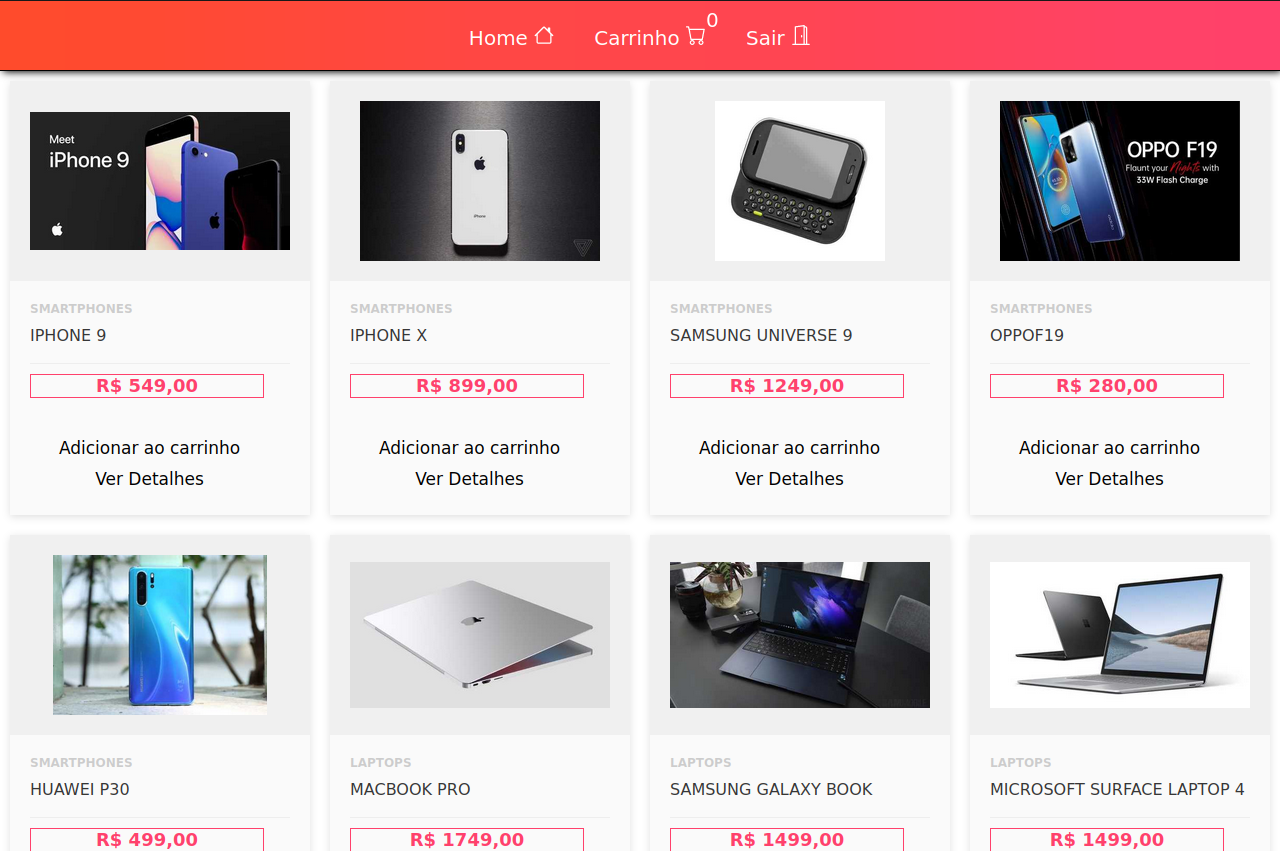 Home
Carrinho 0
Sair
Meet
iPhone 9
OPPO F19
Flaunt your Nights with
33W Flash Charge
SMARTPHONES
IPHONE 9
R$ 549,00
Adicionar ao carrinho
Ver Detalhes
SMARTPHONES
IPHONE X
R$ 899,00
Adicionar ao carrinho
Ver Detalhes
SMARTPHONES
SAMSUNG UNIVERSE 9
R$ 1249,00
Adicionar ao carrinho
Ver Detalhes
SMARTPHONES
OPPOF19
R$ 280,00
Adicionar ao carrinho
Ver Detalhes
SMARTPHONES
HUAWEI P30
R$ 499,00
LAPTOPS
MACBOOK PRO
R$ 1749,00
LAPTOPS
SAMSUNG GALAXY BOOK
R$ 1499,00
LAPTOPS
MICROSOFT SURFACE LAPTOP 4
R$ 1499,00